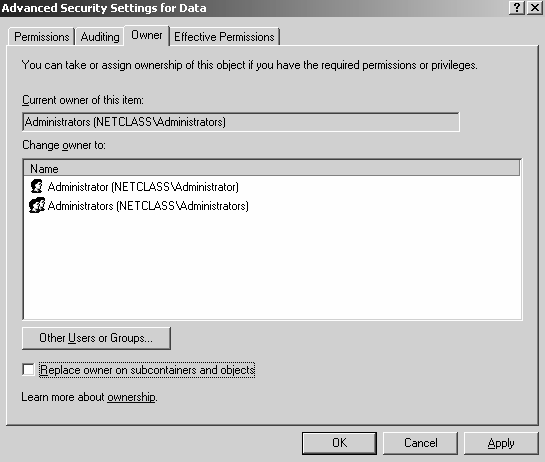 Advanced Security Settings for Data
Permissions Auditing Owner Effective Permissions
You can take or assign ownership of this object if you have the required permissions or privileges.
Current owner of this item:
Administrators (NETCLASS\Administrators)
Change owner to:
Name
Administrator (NETCLASS\Administrator)
Administrators (NETCLASS\Administrators)
Other Users or Groups...
Replace owner on subcontainers and objects
Learn more about ownership.
OK Cancel Apply